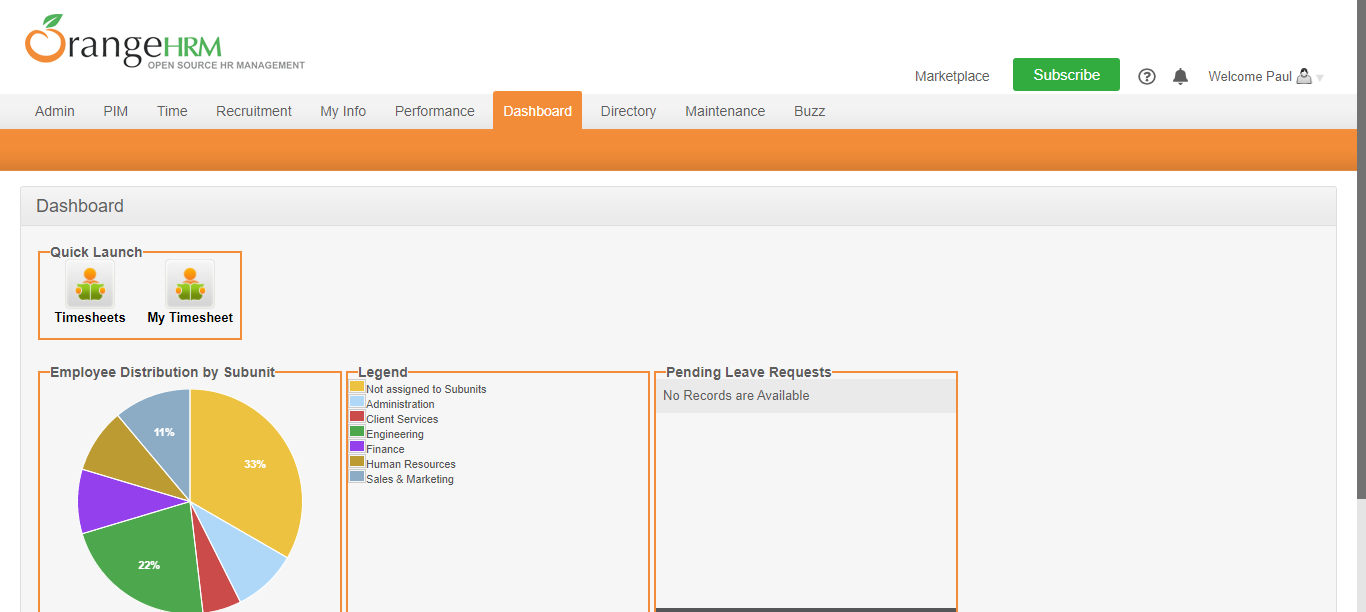 OrangeHRM
OPEN SOURCE HR MANAGEMENT
Marketplace Subscribe ? Welcome Paul
Admin PIM Time Recruitment My Info Performance Dashboard Directory Maintenance Buzz
Dashboard
Quick Launch
Timesheets My Timesheet
Employee Distribution by Subunit
11%
33%
22%
Legend
Not assigned to Subunits
Administration
Client Services
Engineering
Finance
Human Resources
Sales & Marketing
Pending Leave Requests
No Records are Available